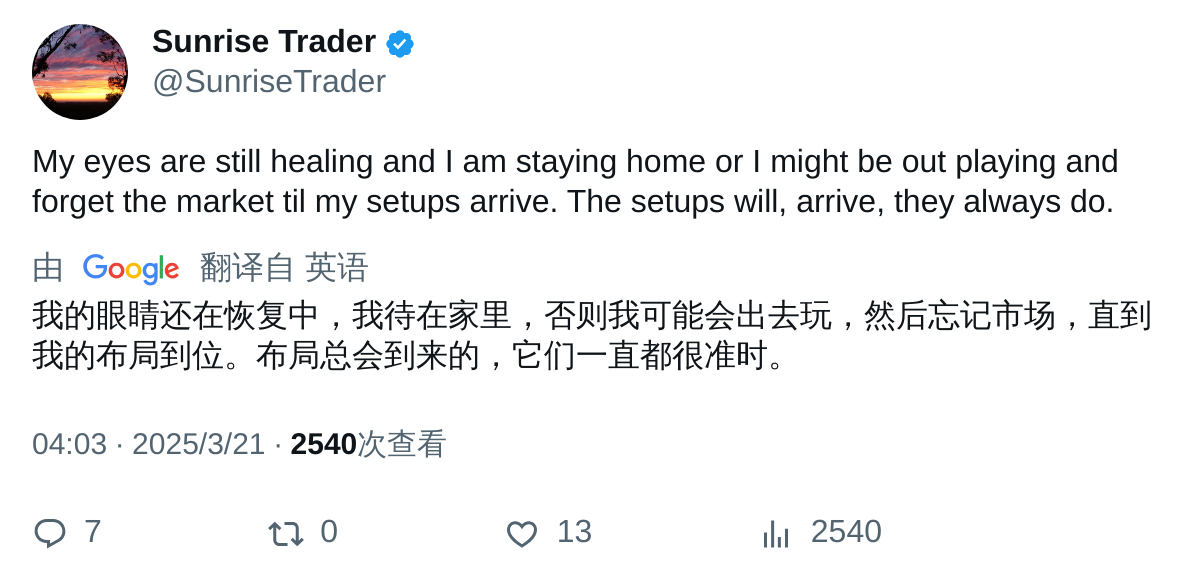 Sunrise Trader
@SunriseTrader
My eyes are still healing and I am staying home or I might be out playing and
forget the market til my setups arrive. The setups will, arrive, they always do.
由 Google 翻译自 英语
我的眼睛还在恢复中，我待在家里，否则我可能会出去玩，然后忘记市场，直到
我的布局到位。布局总会到来的，它们一直都很准时。
04:03 · 2025/3/21 · 2540次查看
7 0 13 2540